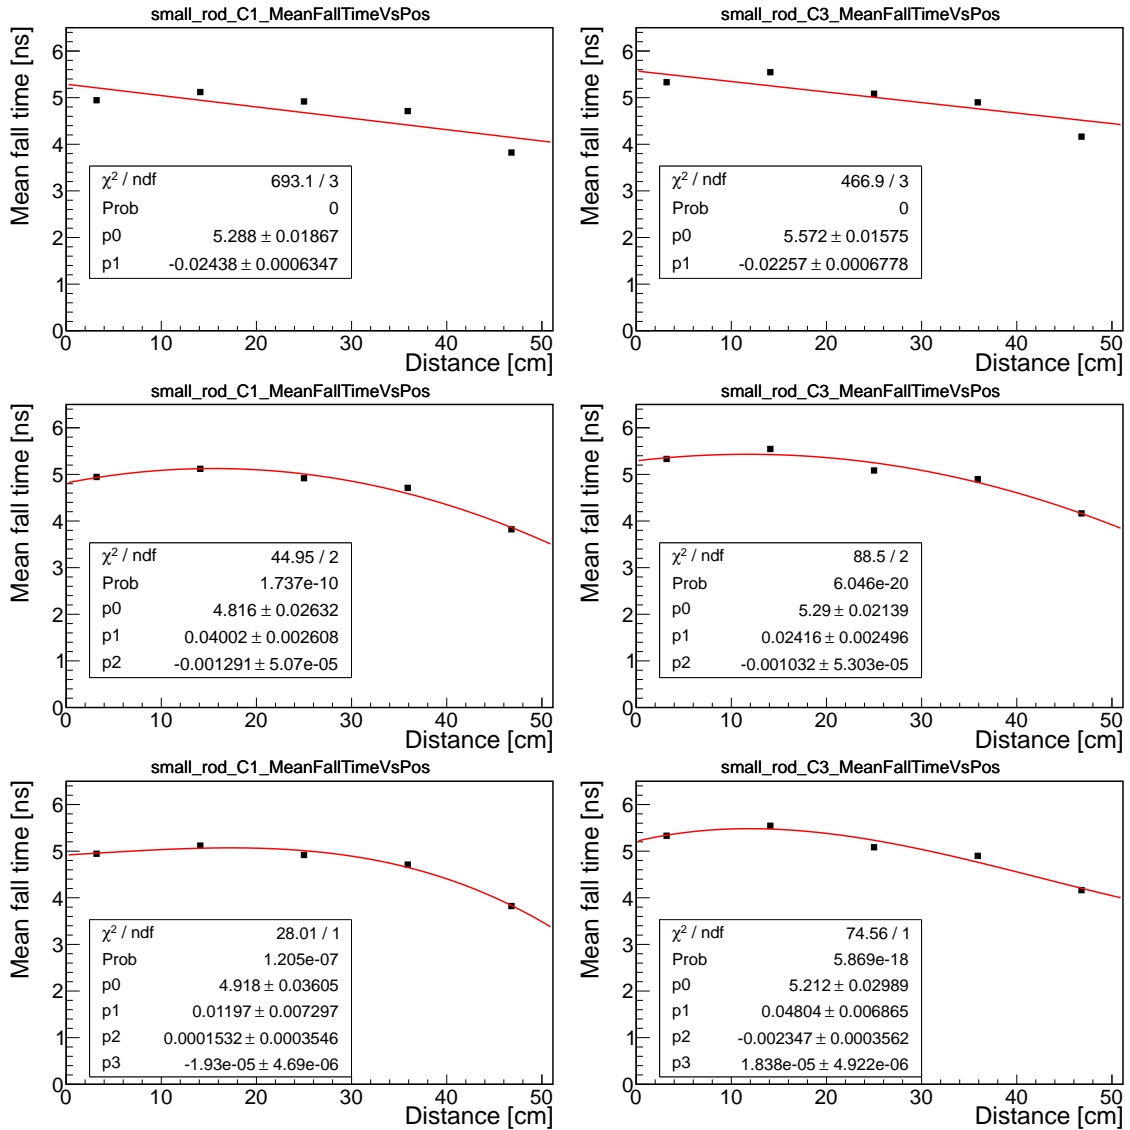 small_rod_C1_MeanFallTimeVsPos
Mean fall time [ns]
6
5
4
3
2
1
0
χ² / ndf 693.1 / 3
Prob 0
p0 5.288 ± 0.01867
p1 -0.02438 ± 0.0006347
0 10 20 30 40 50
Distance [cm]
small_rod_C3_MeanFallTimeVsPos
Mean fall time [ns]
6
5
4
3
2
1
0
χ² / ndf 466.9 / 3
Prob 0
p0 5.572 ± 0.01575
p1 -0.02257 ± 0.0006778
0 10 20 30 40 50
Distance [cm]
small_rod_C1_MeanFallTimeVsPos
Mean fall time [ns]
6
5
4
3
2
1
0
χ² / ndf 44.95 / 2
Prob 1.737e-10
p0 4.816 ± 0.02632
p1 0.04002 ± 0.002608
p2 -0.001291 ± 5.07e-05
0 10 20 30 40 50
Distance [cm]
small_rod_C3_MeanFallTimeVsPos
Mean fall time [ns]
6
5
4
3
2
1
0
χ² / ndf 88.5 / 2
Prob 6.046e-20
p0 5.29 ± 0.02139
p1 0.02416 ± 0.002496
p2 -0.001032 ± 5.303e-05
0 10 20 30 40 50
Distance [cm]
small_rod_C1_MeanFallTimeVsPos
Mean fall time [ns]
6
5
4
3
2
1
0
χ² / ndf 28.01 / 1
Prob 1.205e-07
p0 4.918 ± 0.03605
p1 0.01197 ± 0.007297
p2 0.0001532 ± 0.0003546
p3 -1.93e-05 ± 4.69e-06
0 10 20 30 40 50
Distance [cm]
small_rod_C3_MeanFallTimeVsPos
Mean fall time [ns]
6
5
4
3
2
1
0
χ² / ndf 74.56 / 1
Prob 5.869e-18
p0 5.212 ± 0.02989
p1 0.04804 ± 0.006865
p2 -0.002347 ± 0.0003562
p3 1.838e-05 ± 4.922e-06
0 10 20 30 40 50
Distance [cm]